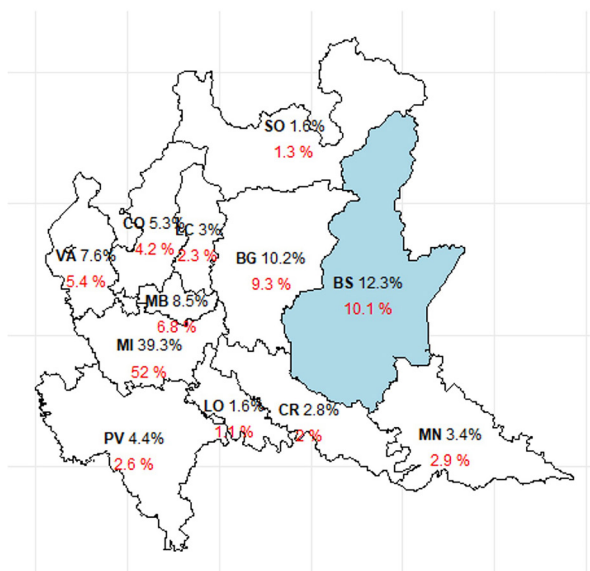 SO 1.6%
1.3 %
CO 5.3%
4.2 %
LC 3%
2.3 %
VA 7.6%
5.4 %
BG 10.2%
9.3 %
BS 12.3%
10.1 %
MB 8.5%
6.8 %
MI 39.3%
52 %
LO 1.6%
1.1 %
CR 2.8%
2 %
PV 4.4%
2.6 %
MN 3.4%
2.9 %